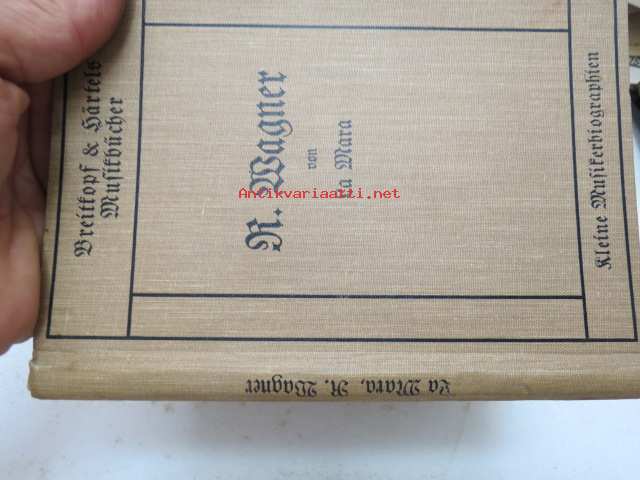 Breitkopf & Härtels
Musikbücher
R. Wagner
von
La Mara
Kleine Musikerbiographien
La Mara, R. Wagner
Antikvariaatti.net